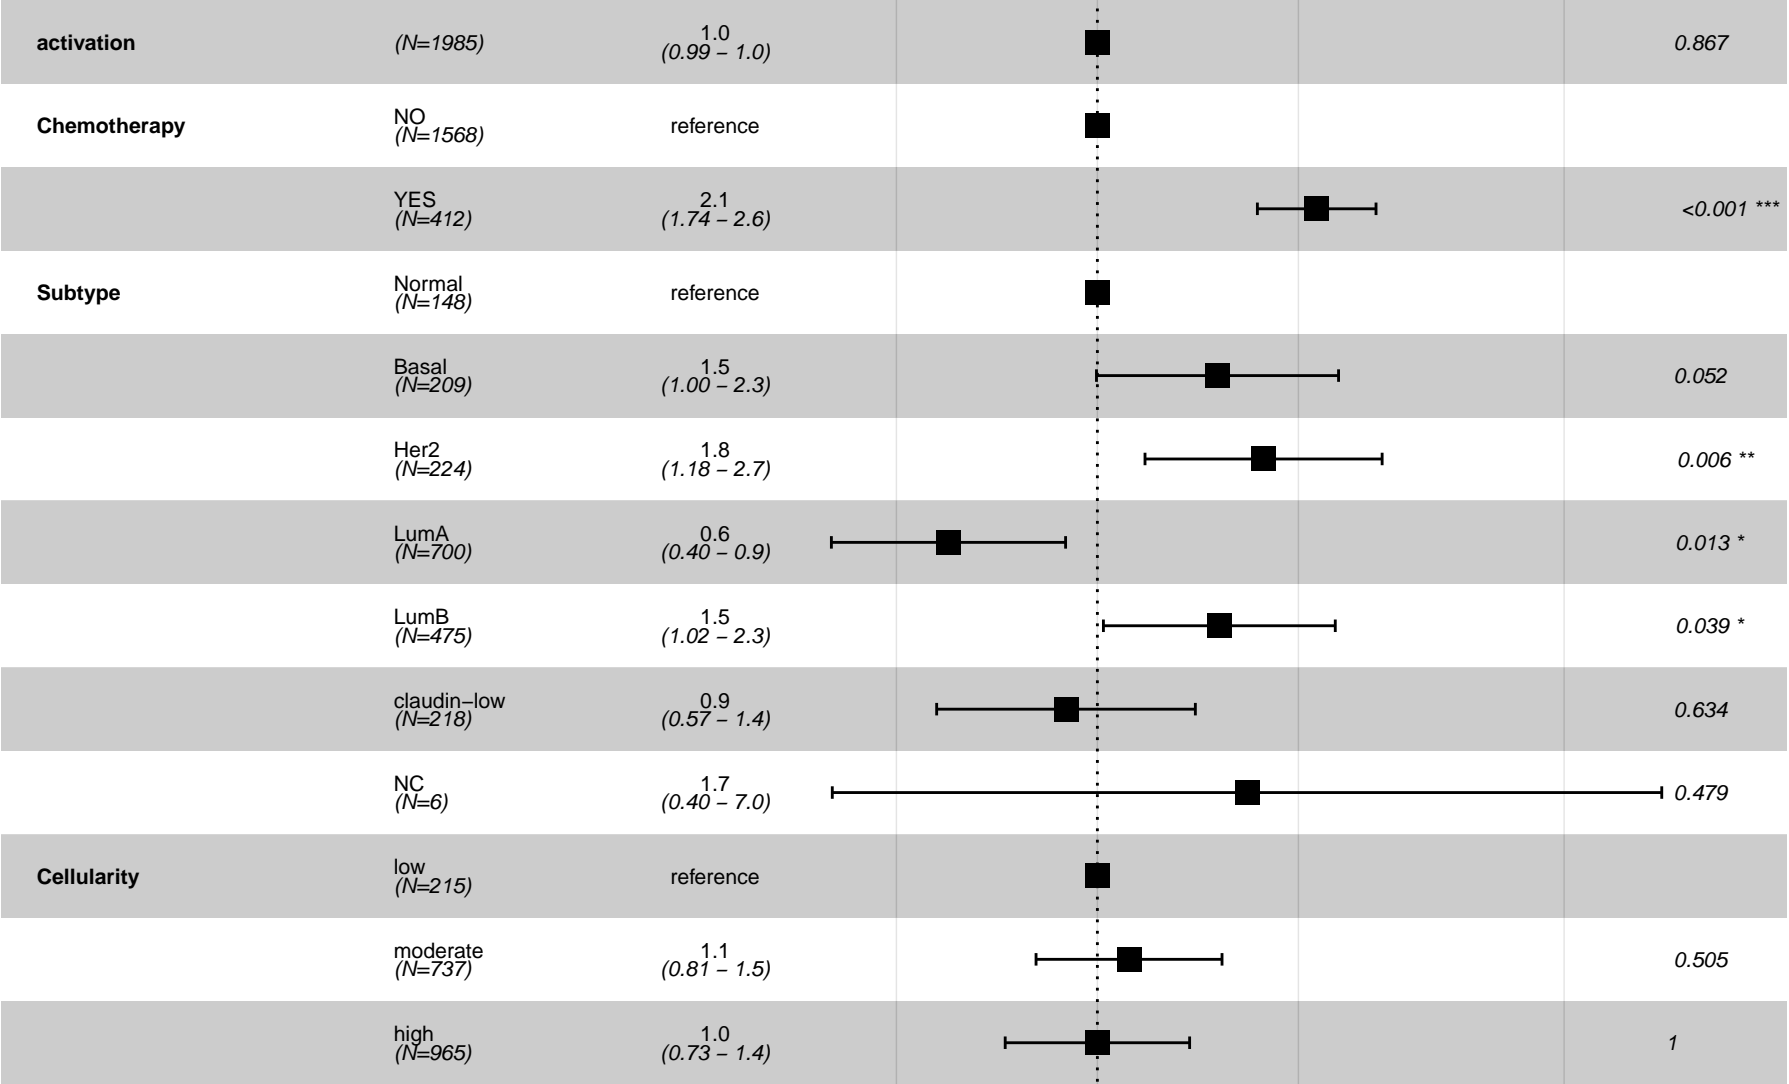 activation (N=1985) 1.0 (0.99 – 1.0) 0.867
Chemotherapy NO (N=1568) reference
YES (N=412) 2.1 (1.74 – 2.6) <0.001 ***
Subtype Normal (N=148) reference
Basal (N=209) 1.5 (1.00 – 2.3) 0.052
Her2 (N=224) 1.8 (1.18 – 2.7) 0.006 **
LumA (N=700) 0.6 (0.40 – 0.9) 0.013 *
LumB (N=475) 1.5 (1.02 – 2.3) 0.039 *
claudin−low (N=218) 0.9 (0.57 – 1.4) 0.634
NC (N=6) 1.7 (0.40 – 7.0) 0.479
Cellularity low (N=215) reference
moderate (N=737) 1.1 (0.81 – 1.5) 0.505
high (N=965) 1.0 (0.73 – 1.4) 1